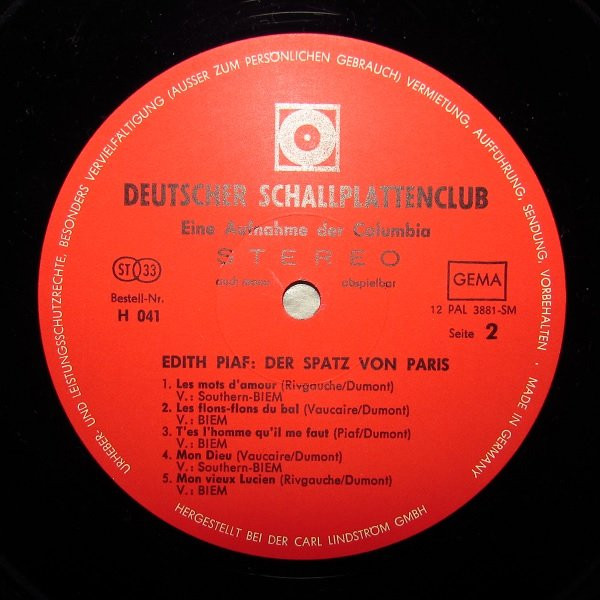 URHEBER- UND LEISTUNGSSCHUTZRECHTE, BESONDERS VERVIELFÄLTIGUNG (AUSSER ZUM PERSÖNLICHEN GEBRAUCH) VERMIETUNG, AUFFÜHRUNG, SENDUNG, VORBEHALTEN · MADE IN GERMANY
DEUTSCHER SCHALLPLATTENCLUB
Eine Aufnahme der Columbia
STEREO
auch mono abspielbar
ST 33
GEMA
Bestell-Nr.
H 041
12 PAL 3881-SM
Seite 2
EDITH PIAF: DER SPATZ VON PARIS
1. Les mots d'amour (Rivgauche/Dumont)
V.: Southern-BIEM
2. Les flons-flons du bal (Vaucaire/Dumont)
V.: BIEM
3. T'es l'homme qu'il me faut (Piaf/Dumont)
V.: BIEM
4. Mon Dieu (Vaucaire/Dumont)
V.: Southern-BIEM
5. Mon vieux Lucien (Rivgauche/Dumont)
V.: BIEM
HERGESTELLT BEI DER CARL LINDSTRÖM GMBH